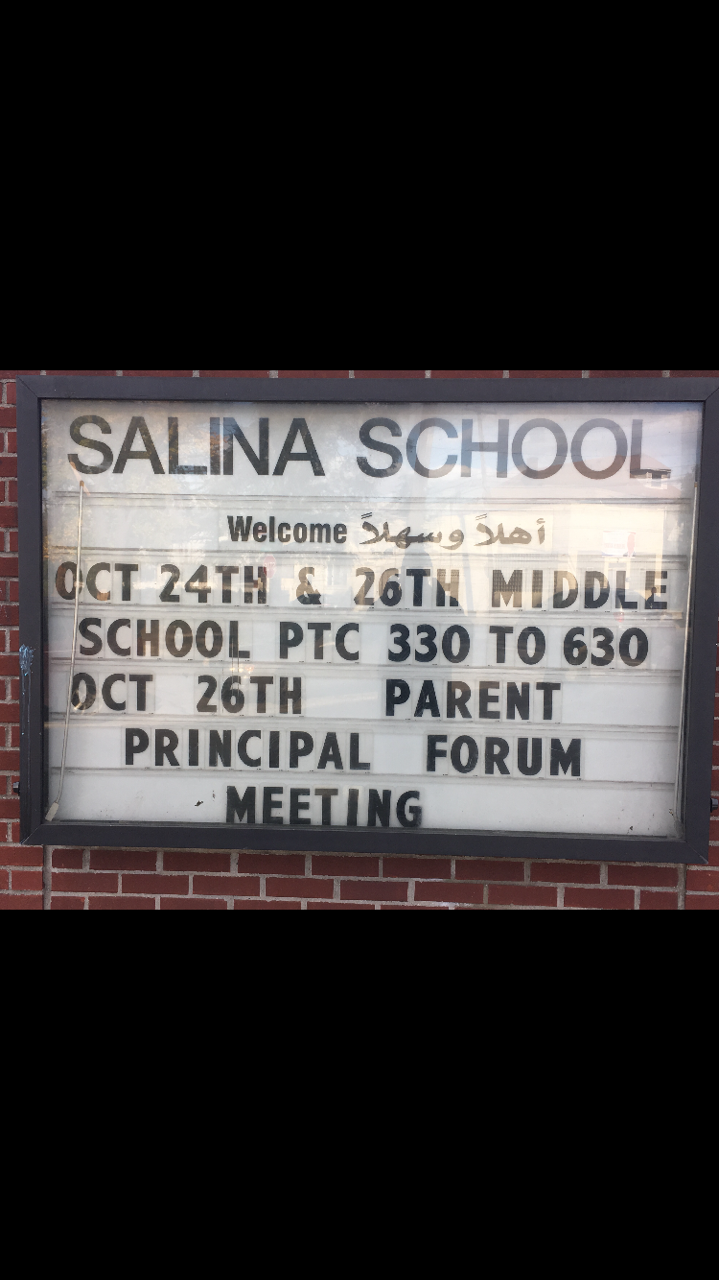 SALINA SCHOOL
Welcome أهلاً وسهلاً
OCT 24TH & 26TH MIDDLE
SCHOOL PTC 330 TO 630
OCT 26TH PARENT
PRINCIPAL FORUM
MEETING